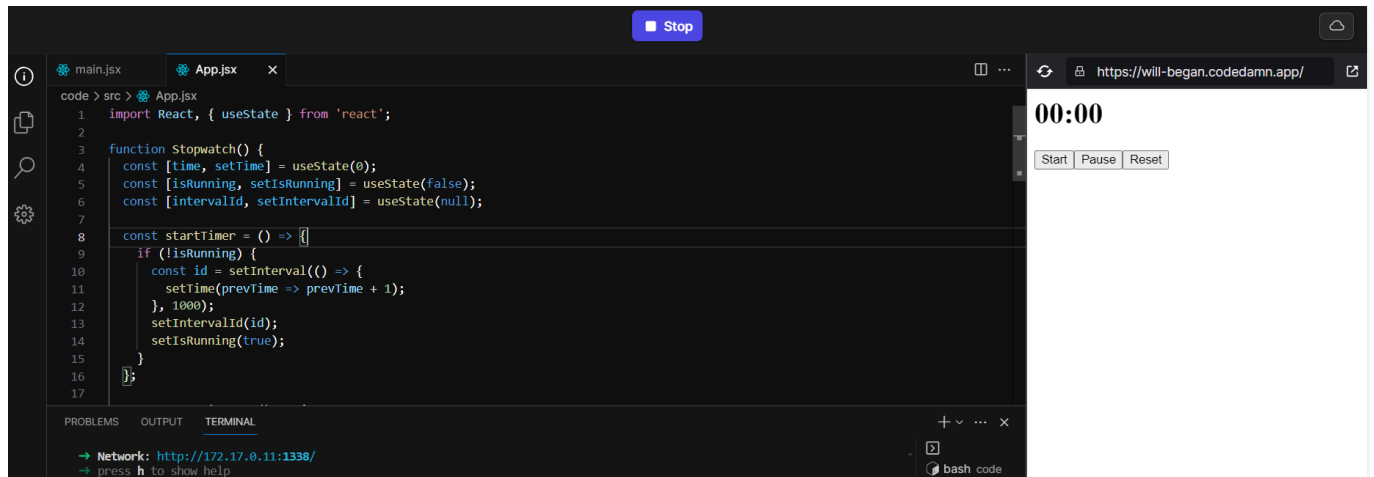 Stop
main.jsx App.jsx
https://will-began.codedamn.app/
code > src > App.jsx
1 import React, { useState } from 'react';
2
3 function Stopwatch() {
4 const [time, setTime] = useState(0);
5 const [isRunning, setIsRunning] = useState(false);
6 const [intervalId, setIntervalId] = useState(null);
7
8 const startTimer = () => {
9 if (!isRunning) {
10 const id = setInterval(() => {
11 setTime(prevTime => prevTime + 1);
12 }, 1000);
13 setIntervalId(id);
14 setIsRunning(true);
15 }
16 };
17
00:00
Start Pause Reset
PROBLEMS OUTPUT TERMINAL
→ Network: http://172.17.0.11:1338/
→ press h to show help
bash code